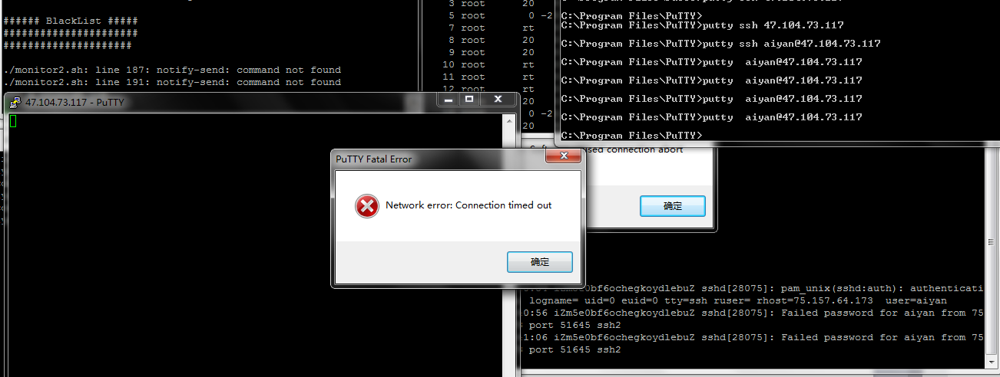 ###### BlackList #####
######################
#####################
./monitor2.sh: line 187: notify-send: command not found
./monitor2.sh: line 191: notify-send: command not found
3 root 20
5 root 0 -2
7 root rt
8 root 20
9 root 20
10 root rt
11 root rt
12 root rt
20
0 -2
20
C:\Program Files\PuTTY>
C:\Program Files\PuTTY>putty ssh 47.104.73.117
C:\Program Files\PuTTY>putty ssh aiyan@47.104.73.117
C:\Program Files\PuTTY>putty  aiyan@47.104.73.117
C:\Program Files\PuTTY>putty  aiyan@47.104.73.117
C:\Program Files\PuTTY>putty  aiyan@47.104.73.117
C:\Program Files\PuTTY>putty  aiyan@47.104.73.117
C:\Program Files\PuTTY>
47.104.73.117 - PuTTY
PuTTY Fatal Error
Network error: Connection timed out
确定
connection abort
确定
iZm5e0bf6ochegkoydlebuZ sshd[28075]: pam_unix(sshd:auth): authenticati
logname= uid=0 euid=0 tty=ssh ruser= rhost=75.157.64.173  user=aiyan
0:56 iZm5e0bf6ochegkoydlebuZ sshd[28075]: Failed password for aiyan from 75
port 51645 ssh2
1:06 iZm5e0bf6ochegkoydlebuZ sshd[28075]: Failed password for aiyan from 75
port 51645 ssh2